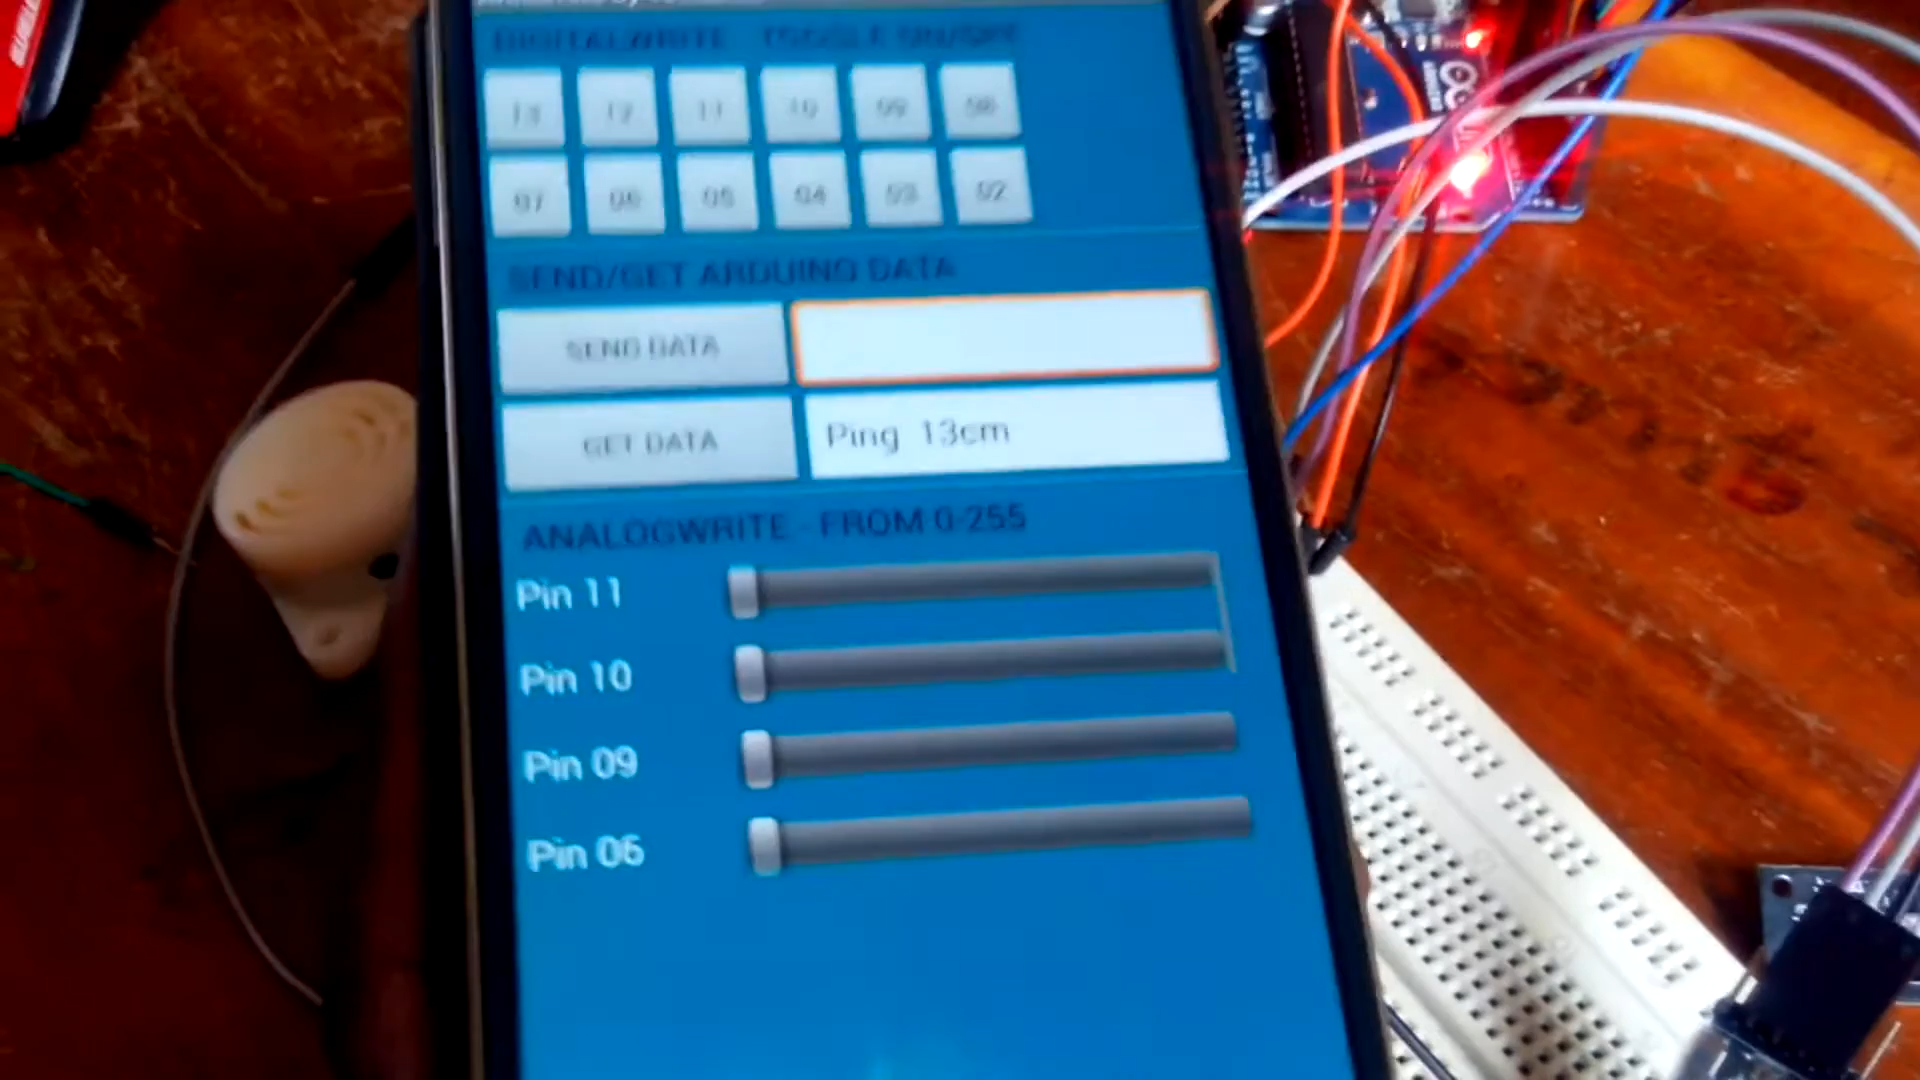 DIGITALWRITE - TOGGLE ON/OFF
13 12 11 10 09 08
07 06 05 04 03 02
SEND/GET ARDUINO DATA
SEND DATA
GET DATA Ping 13cm
ANALOGWRITE - FROM 0-255
Pin 11
Pin 10
Pin 09
Pin 06